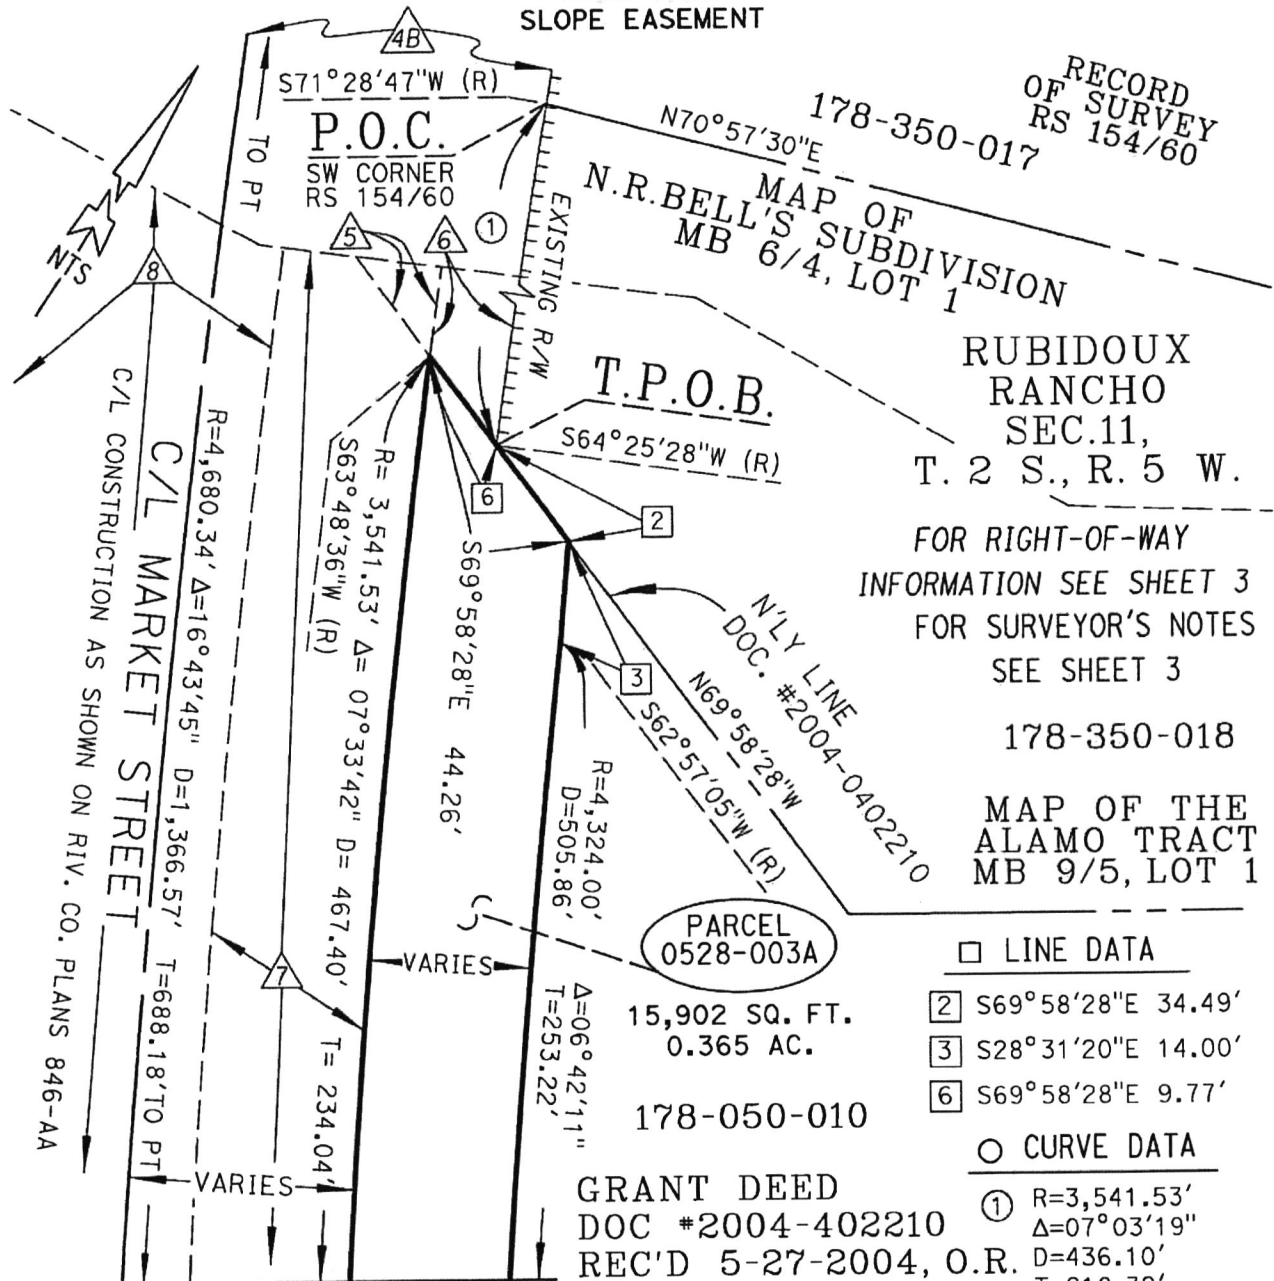 SLOPE EASEMENT
4B
S71°28'47"W (R)
P.O.C.
SW CORNER
RS 154/60
TO PT
NTS
5
6
1
8
EXISTING R/W
N70°57'30"E
178-350-017
RECORD
OF SURVEY
RS 154/60
MAP OF
N.R.BELL'S SUBDIVISION
MB 6/4, LOT 1
T.P.O.B.
S64°25'28"W (R)
RUBIDOUX
RANCHO
SEC.11,
T. 2 S., R. 5 W.
6
2
3
FOR RIGHT-OF-WAY
INFORMATION SEE SHEET 3
FOR SURVEYOR'S NOTES
SEE SHEET 3
C/L CONSTRUCTION AS SHOWN ON RIV. CO. PLANS 846-AA
C/L MARKET STREET
R=4,680.34' Δ=16°43'45" D=1,366.57' T=688.18'TO PT
S63°48'36"W (R)
R= 3,541.53' Δ= 07°33'42" D= 467.40' T= 234.04'
S69°58'28"E 44.26'
R=4,324.00'
D=505.86'
Δ=06°42'11"
T=253.22'
S62°57'05"W (R)
N69°58'28"W
N'LY LINE
DOC. #2004-0402210
178-350-018
MAP OF THE
ALAMO TRACT
MB 9/5, LOT 1
7
VARIES
VARIES
PARCEL
0528-003A
15,902 SQ. FT.
0.365 AC.
178-050-010
GRANT DEED
DOC #2004-402210
REC'D 5-27-2004, O.R.
□ LINE DATA
2 S69°58'28"E 34.49'
3 S28°31'20"E 14.00'
6 S69°58'28"E 9.77'
○ CURVE DATA
1 R=3,541.53'
Δ=07°03'19"
D=436.10'